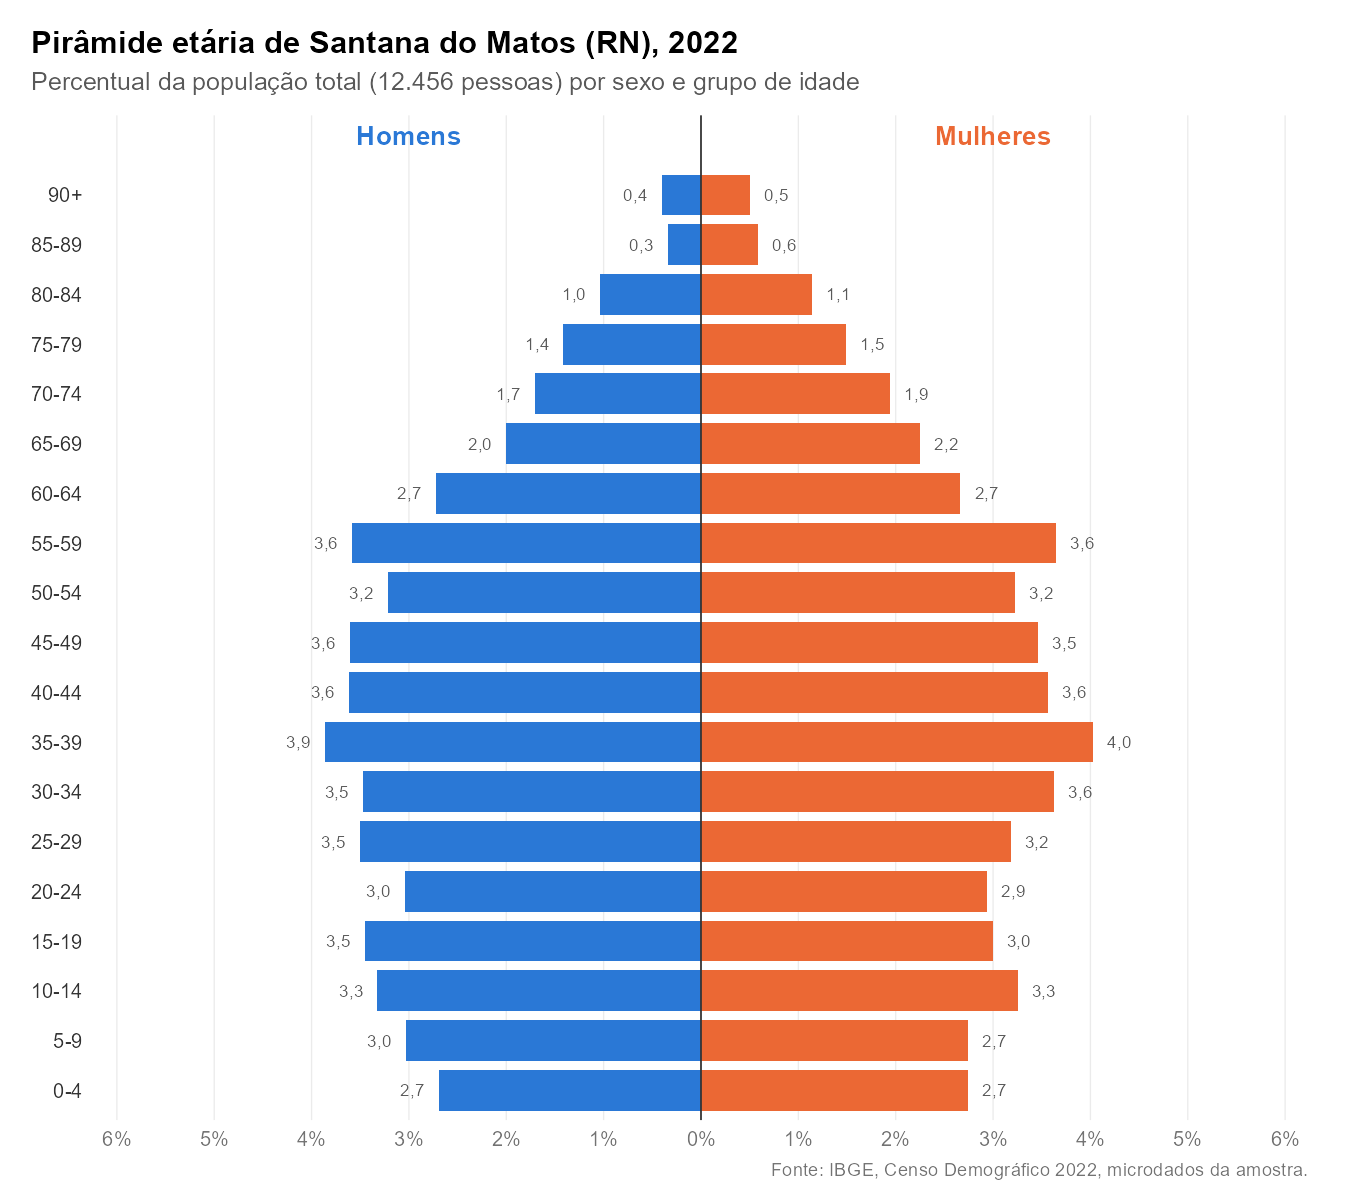 Pirâmide etária de Santana do Matos (RN), 2022
Percentual da população total (12.456 pessoas) por sexo e grupo de idade
Homens Mulheres
90+ 0,4 0,5
85-89 0,3 0,6
80-84 1,0 1,1
75-79 1,4 1,5
70-74 1,7 1,9
65-69 2,0 2,2
60-64 2,7 2,7
55-59 3,6 3,6
50-54 3,2 3,2
45-49 3,6 3,5
40-44 3,6 3,6
35-39 3,9 4,0
30-34 3,5 3,6
25-29 3,5 3,2
20-24 3,0 2,9
15-19 3,5 3,0
10-14 3,3 3,3
5-9 3,0 2,7
0-4 2,7 2,7
6% 5% 4% 3% 2% 1% 0% 1% 2% 3% 4% 5% 6%
Fonte: IBGE, Censo Demográfico 2022, microdados da amostra.